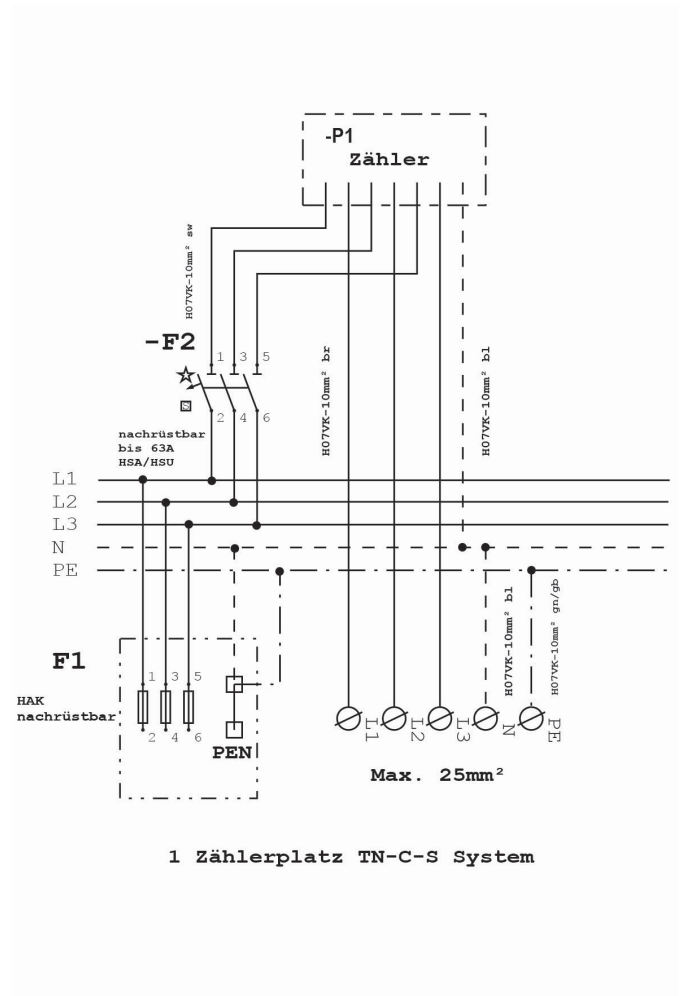 -P1
Zähler
H07VK-10mm² sw
-F2
1 3 5
S
2 4 6
nachrüstbar
bis 63A
HSA/HSU
H07VK-10mm² br
H07VK-10mm² bl
L1
L2
L3
N
PE
H07VK-10mm² bl
H07VK-10mm² gn/gb
F1
1 3 5
HAK
nachrüstbar
2 4 6
PEN
L1
L2
L3
N
PE
Max. 25mm²
1 Zählerplatz TN-C-S System